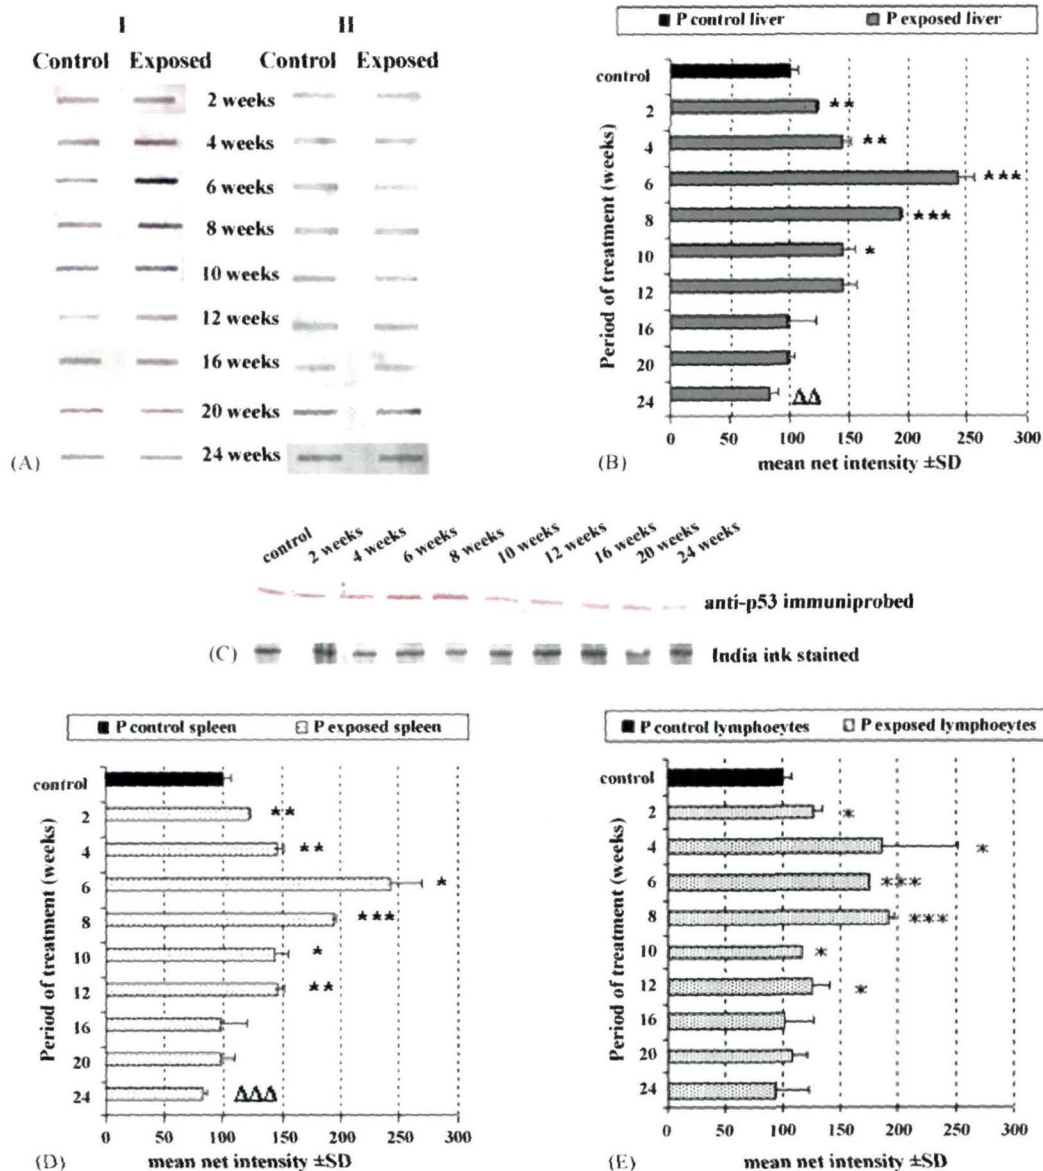 I II
Control Exposed Control Exposed
2 weeks
4 weeks
6 weeks
8 weeks
10 weeks
12 weeks
16 weeks
20 weeks
24 weeks
(A)
P control liver P exposed liver
Period of treatment (weeks)
control
2 **
4 **
6 ***
8 ***
10 *
12
16
20
24 ΔΔ
0 50 100 150 200 250 300
(B) mean net intensity ±SD
control 2 weeks 4 weeks 6 weeks 8 weeks 10 weeks 12 weeks 16 weeks 20 weeks 24 weeks
anti-p53 immuniprobed
(C) India ink stained
P control spleen P exposed spleen
Period of treatment (weeks)
control
2 **
4 **
6 *
8 ***
10 *
12 **
16
20
24 ΔΔΔ
0 50 100 150 200 250 300
(D) mean net intensity ±SD
P control lymphoeytes P exposed lymphoeytes
Period of treatment (weeks)
control
2 *
4 *
6 ***
8 ***
10 *
12 *
16
20
24
0 50 100 150 200 250 300
(E) mean net intensity ±SD